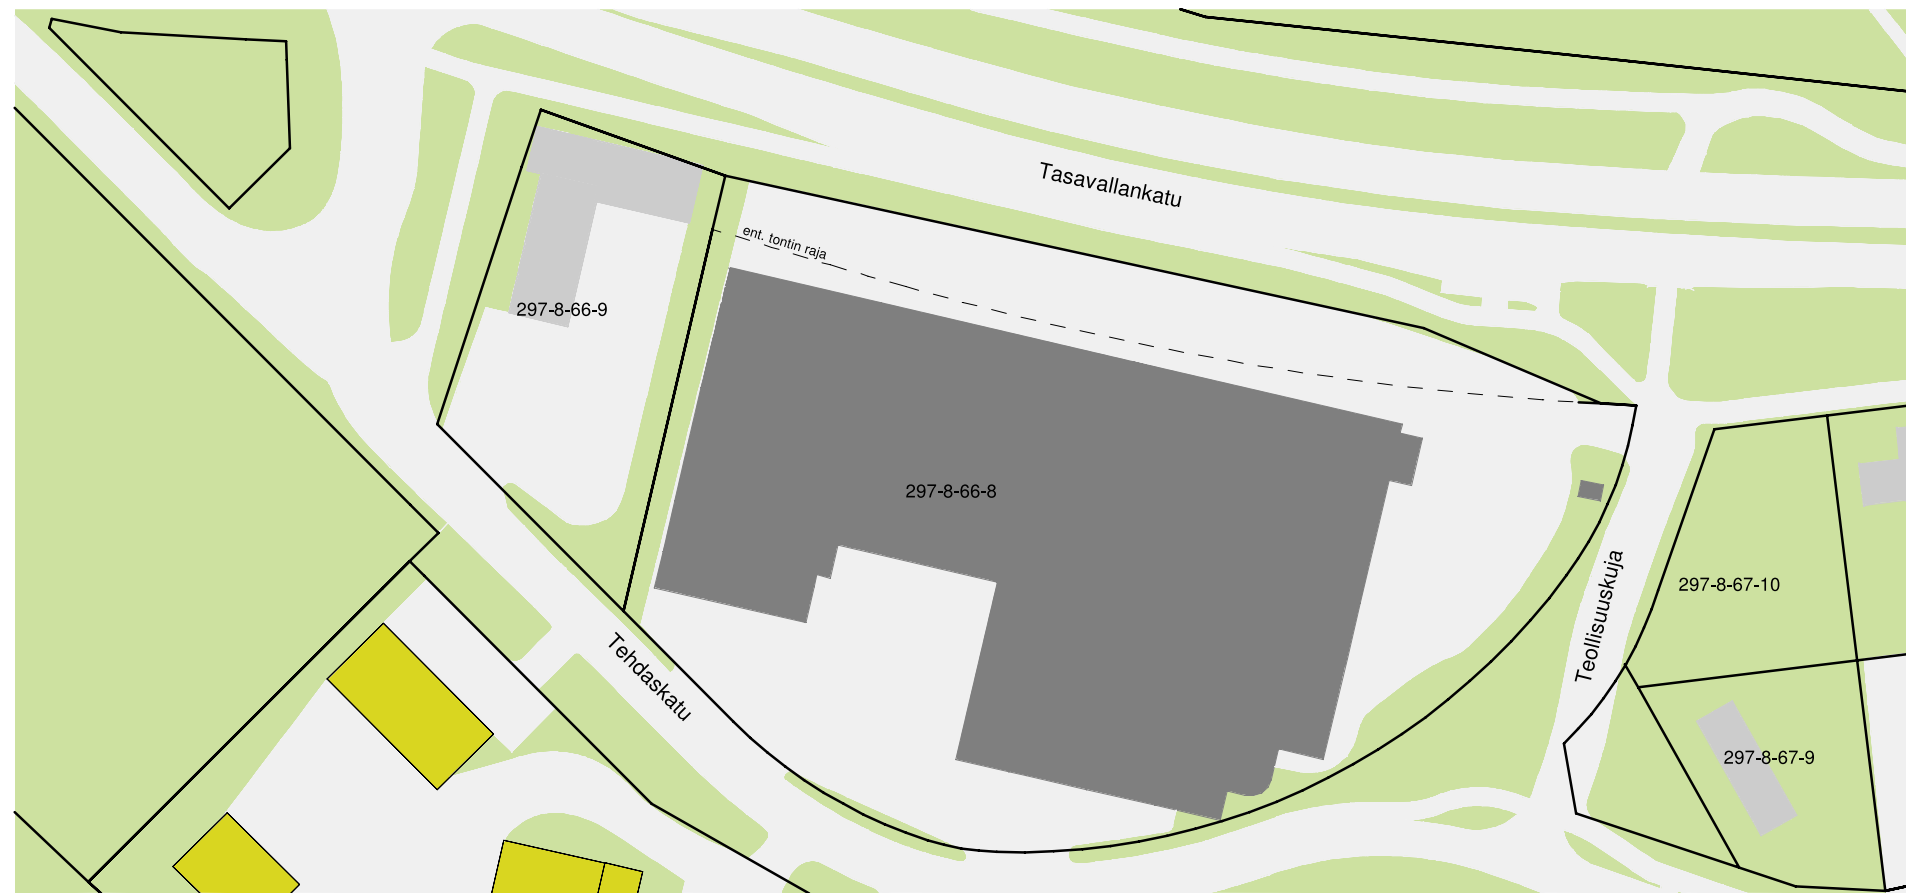 Tasavallankatu
ent. tontin raja
297-8-66-9
297-8-66-8
Teollisuuskuja
297-8-67-10
Tehdaskatu
297-8-67-9